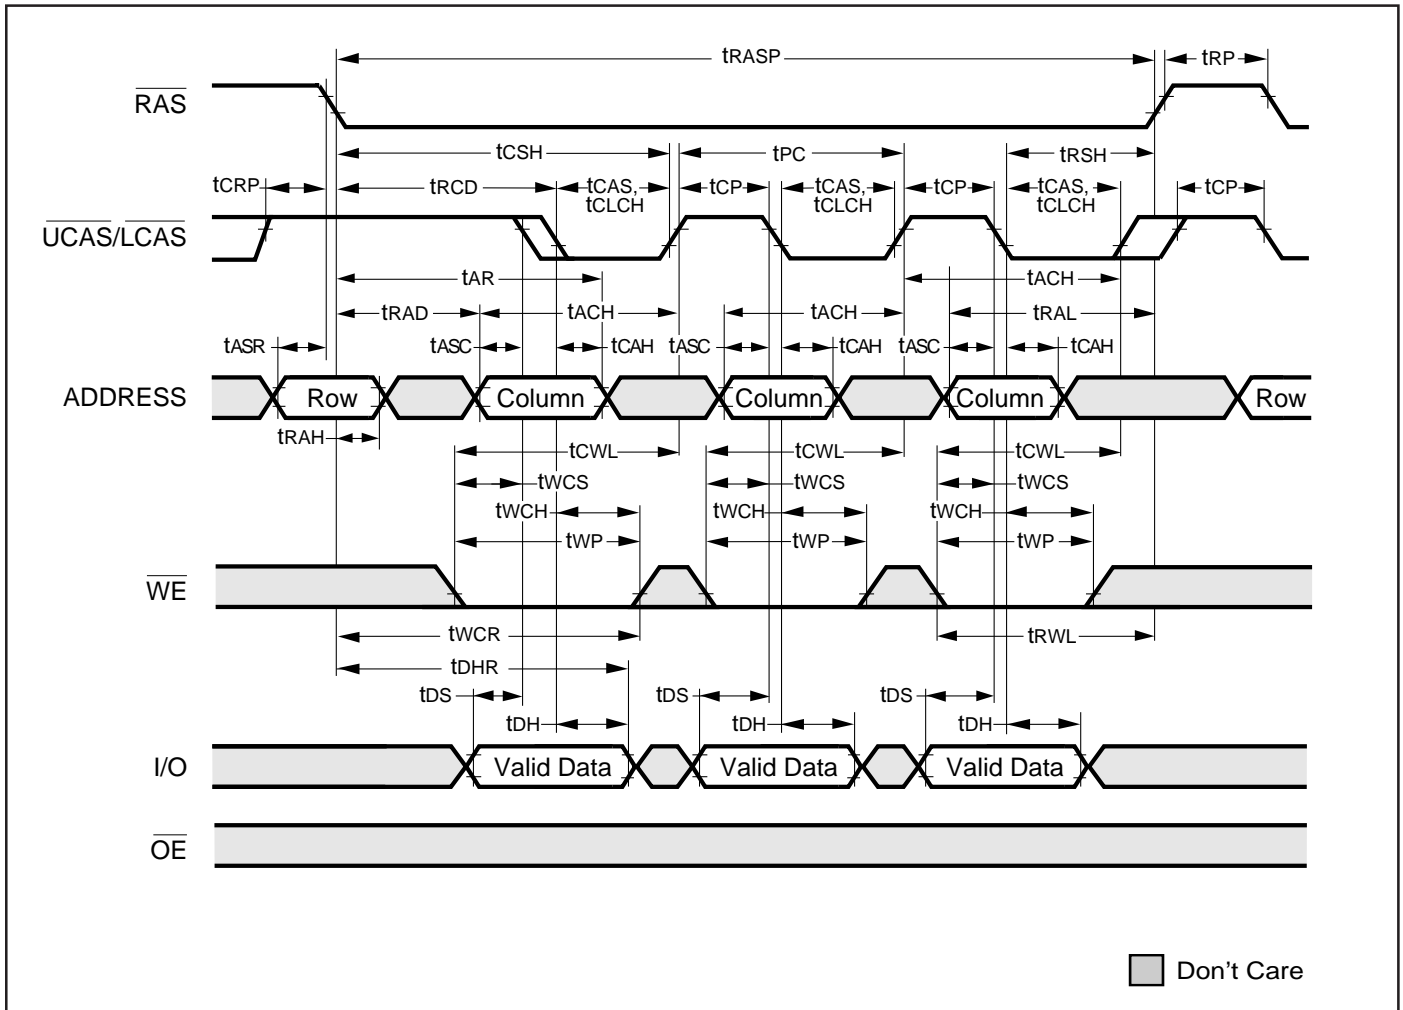 tRASP
tRP
RAS
tCSH
tPC
tRSH
tCRP
tRCD
tCAS,
tCLCH
tCP
tCAS,
tCLCH
tCP
tCAS,
tCLCH
tCP
UCAS/LCAS
tAR
tACH
tRAD
tACH
tACH
tRAL
tASR
tASC
tCAH
tASC
tCAH
tASC
tCAH
ADDRESS
Row
Column
Column
Column
Row
tRAH
tCWL
tCWL
tCWL
tWCS
tWCS
tWCS
tWCH
tWCH
tWCH
tWP
tWP
tWP
WE
tWCR
tRWL
tDHR
tDS
tDS
tDS
tDH
tDH
tDH
I/O
Valid Data
Valid Data
Valid Data
OE
Don't Care